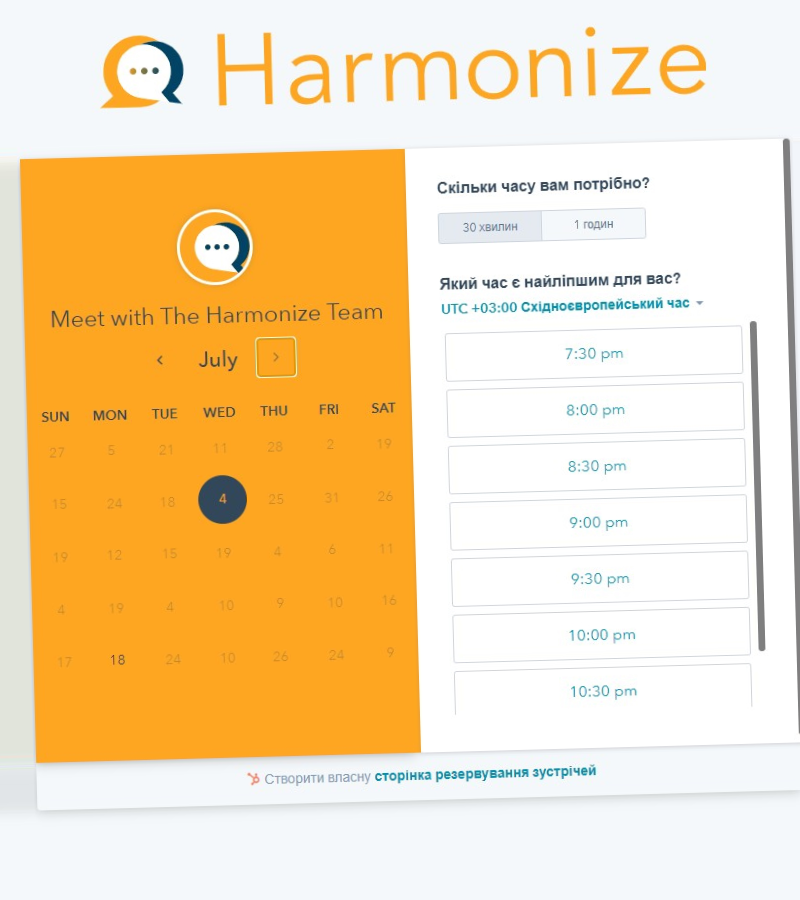 Harmonize
Meet with The Harmonize Team
July
SUN MON TUE WED THU FRI SAT
27 5 21 11 28 2 19
15 24 18 4 25 31 26
19 12 15 19 4 6 11
4 19 4 10 9 10 16
17 18 24 10 26 24 9
Скільки часу вам потрібно?
30 хвилин 1 годин
Який час є найліпшим для вас?
UTC +03:00 Східноєвропейський час
7:30 pm
8:00 pm
8:30 pm
9:00 pm
9:30 pm
10:00 pm
10:30 pm
Створити власну сторінка резервування зустрічей